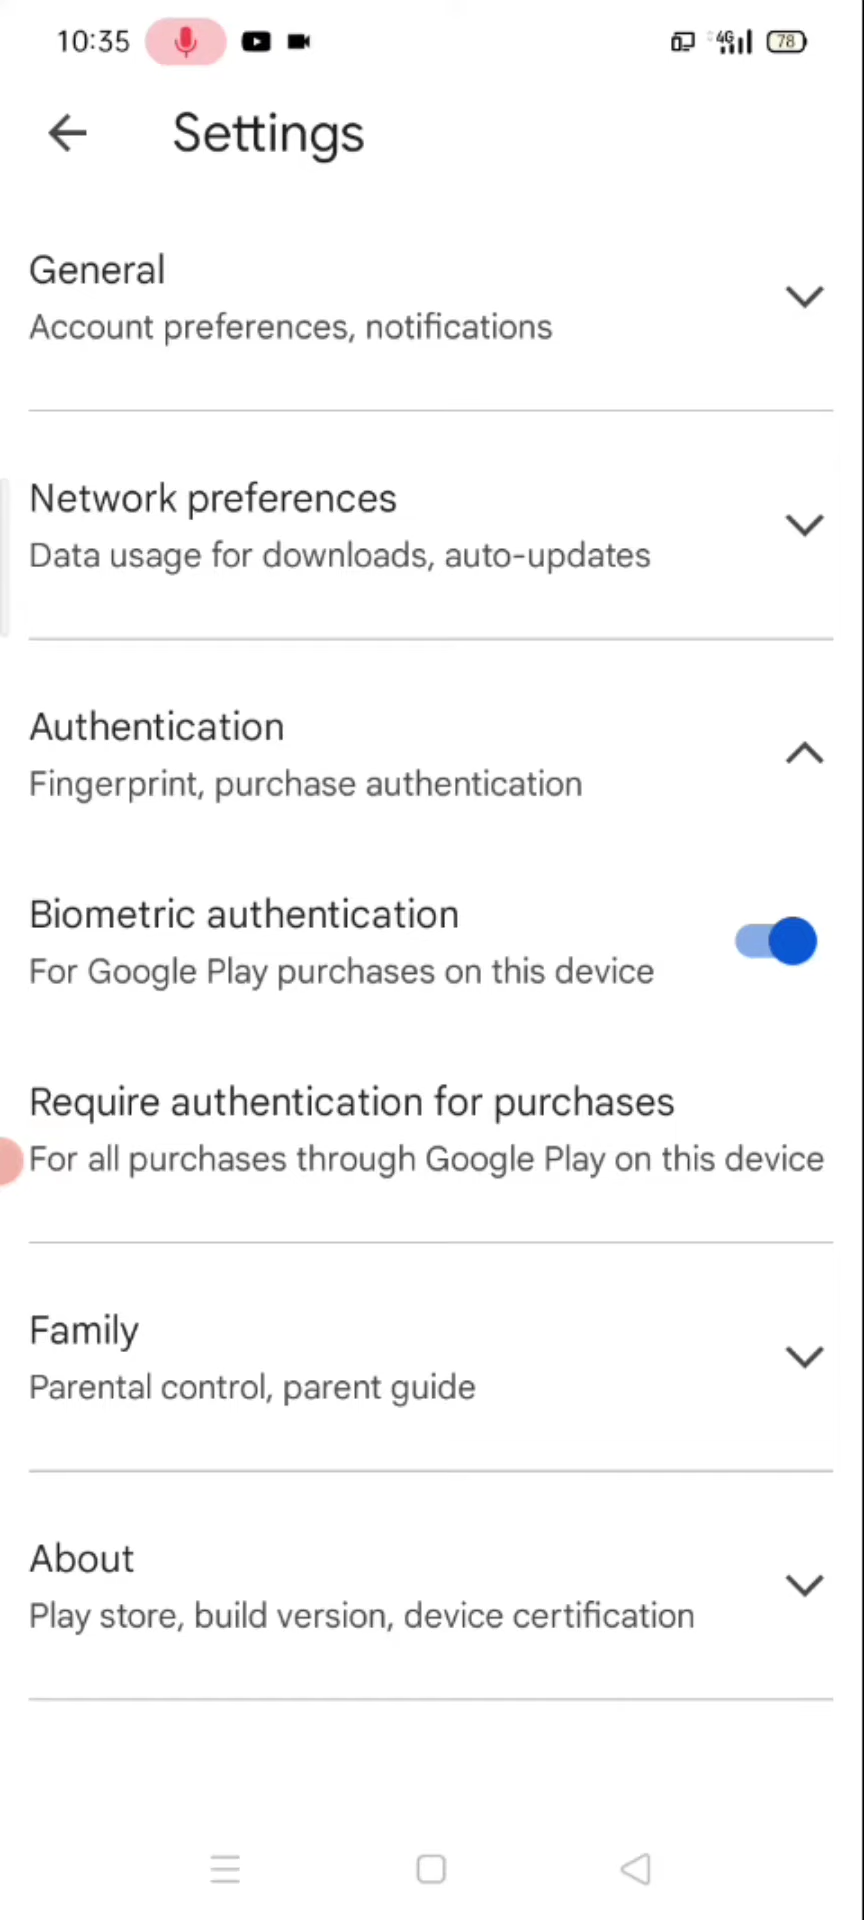 10:35 4G 78
Settings
General
Account preferences, notifications
Network preferences
Data usage for downloads, auto-updates
Authentication
Fingerprint, purchase authentication
Biometric authentication
For Google Play purchases on this device
Require authentication for purchases
For all purchases through Google Play on this device
Family
Parental control, parent guide
About
Play store, build version, device certification